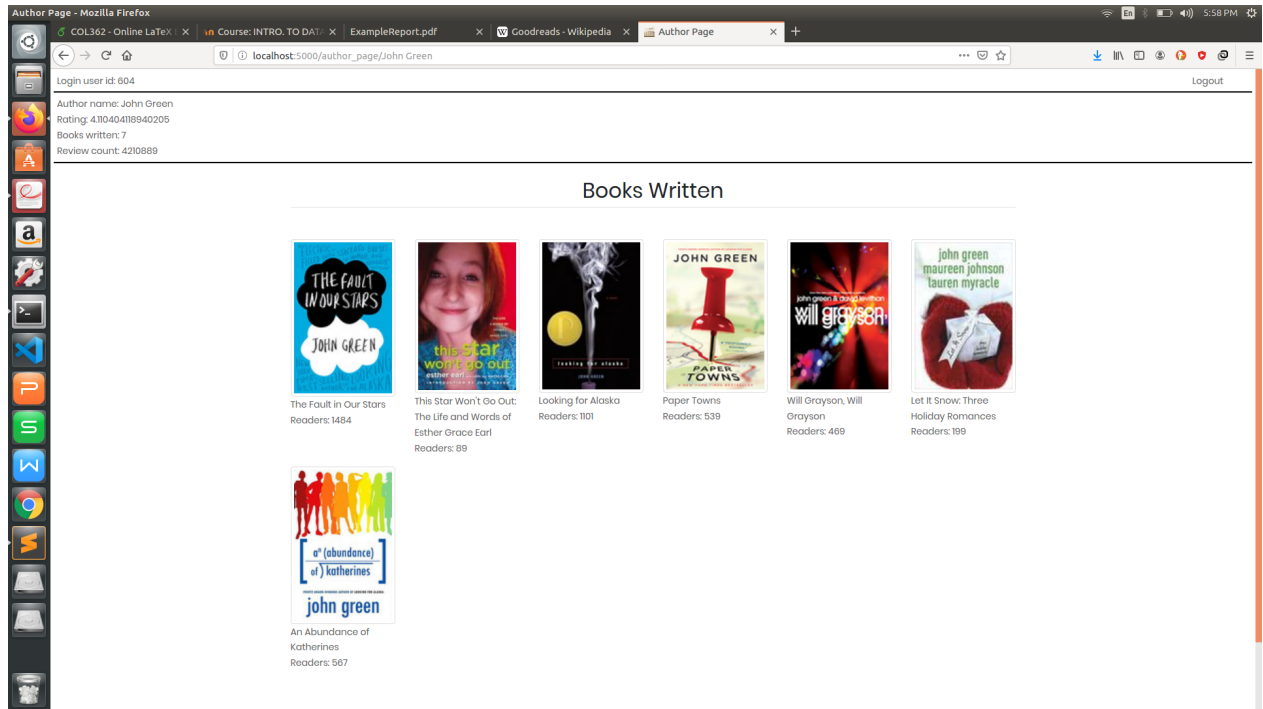 Author Page - Mozilla Firefox
En
5:58 PM
COL362 - Online LaTeX E
Course: INTRO. TO DATA
ExampleReport.pdf
Goodreads - Wikipedia
Author Page
localhost:5000/author_page/John Green
Login user id: 604
Logout
Author name: John Green
Rating: 4.110404118940205
Books written: 7
Review count: 4210889
Books Written
THE FAULT
IN OUR STARS
JOHN GREEN
this star
won't go out
esther earl
looking for alaska
JOHN GREEN
JOHN GREEN
PAPER
TOWNS
john green & david levithan
will grayson,
john green
maureen johnson
lauren myracle
Let It Snow
The Fault in Our Stars
Readers: 1484
This Star Won't Go Out:
The Life and Words of
Esther Grace Earl
Readers: 89
Looking for Alaska
Readers: 1101
Paper Towns
Readers: 539
Will Grayson, Will
Grayson
Readers: 469
Let It Snow: Three
Holiday Romances
Readers: 199
aⁿ (abundance)
of ) katherines
john green
An Abundance of
Katherines
Readers: 567